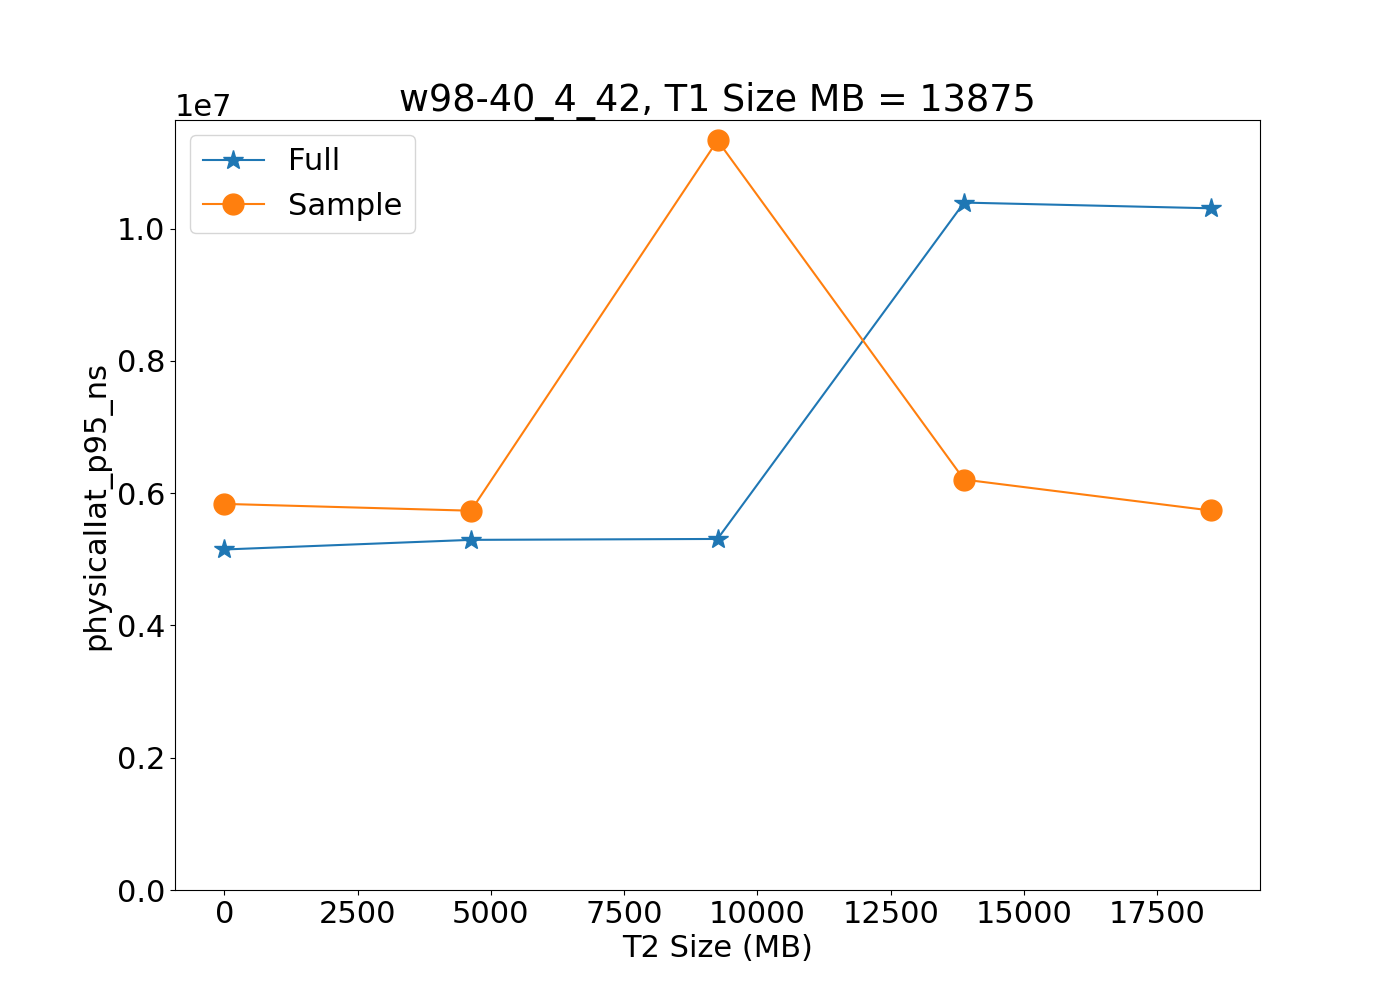 w98-40_4_42, T1 Size MB = 13875
1e7
Full
Sample
1.0
0.8
0.6
0.4
0.2
0.0
physicallat_p95_ns
0 2500 5000 7500 10000 12500 15000 17500
T2 Size (MB)